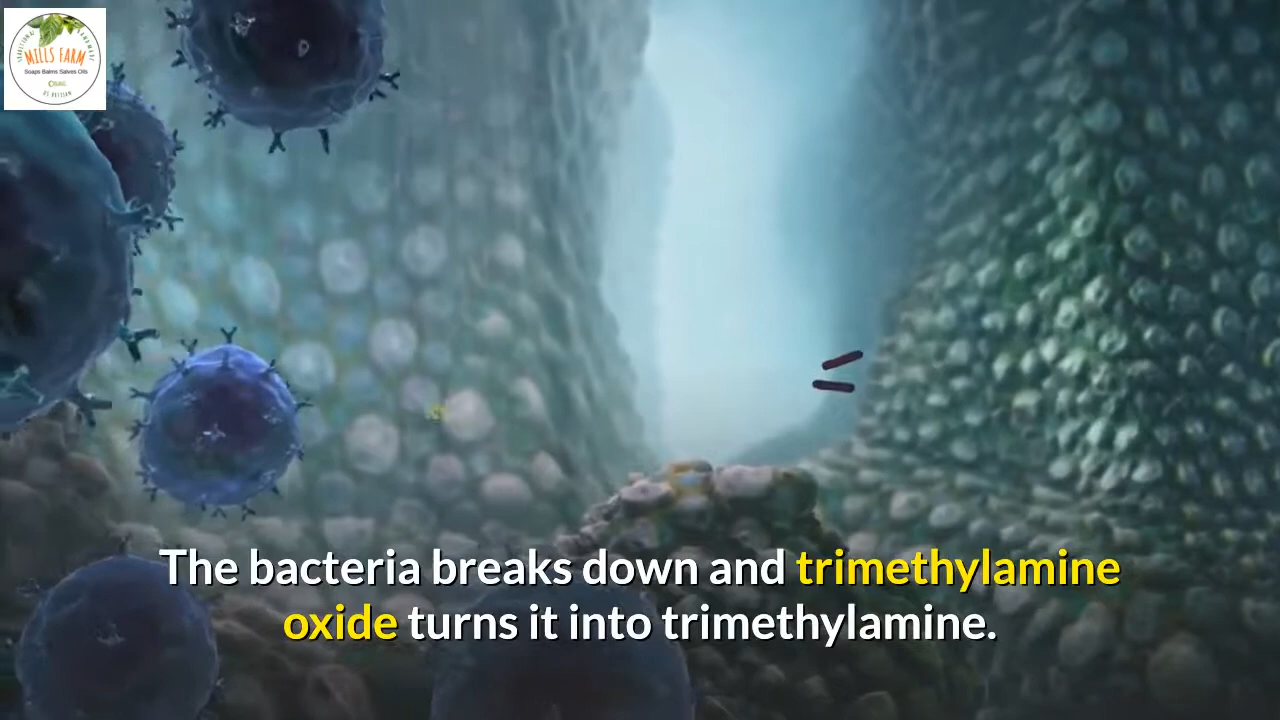 MILLS FARM
Soaps Balms Salves Oils
The bacteria breaks down and trimethylamine
oxide turns it into trimethylamine.